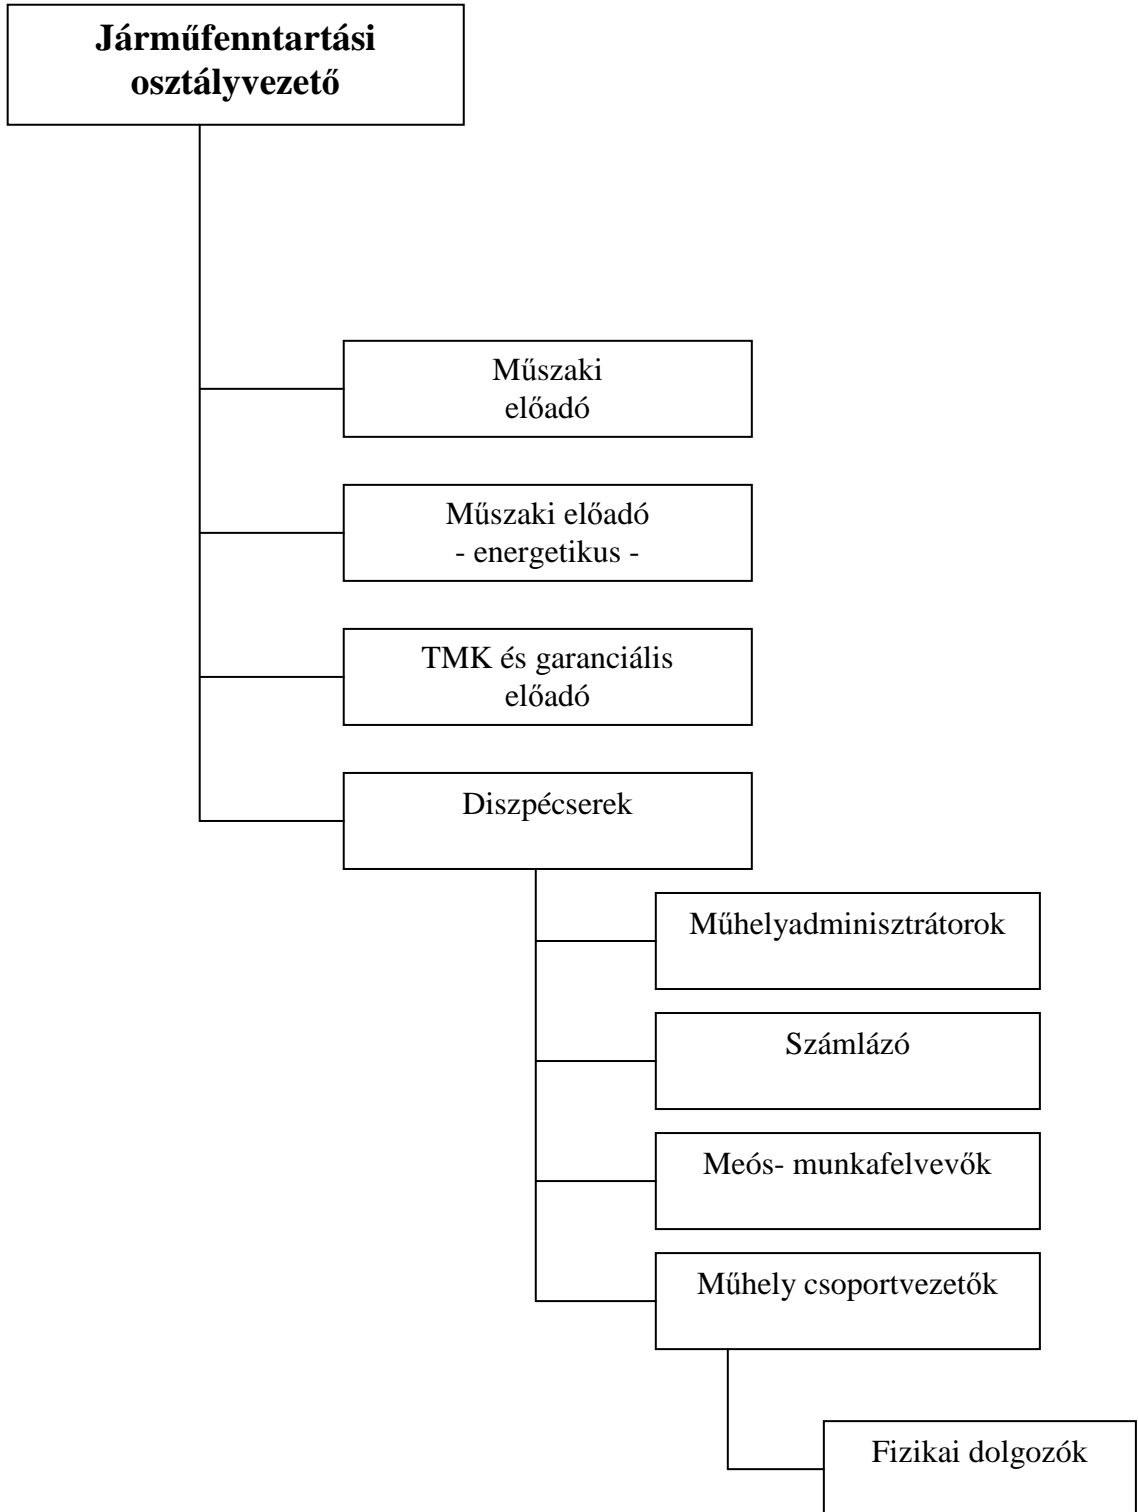 Járműfenntartási
osztályvezető
Műszaki
előadó
Műszaki előadó
- energetikus -
TMK és garanciális
előadó
Diszpécserek
Műhelyadminisztrátorok
Számlázó
Meós- munkafelvevők
Műhely csoportvezetők
Fizikai dolgozók